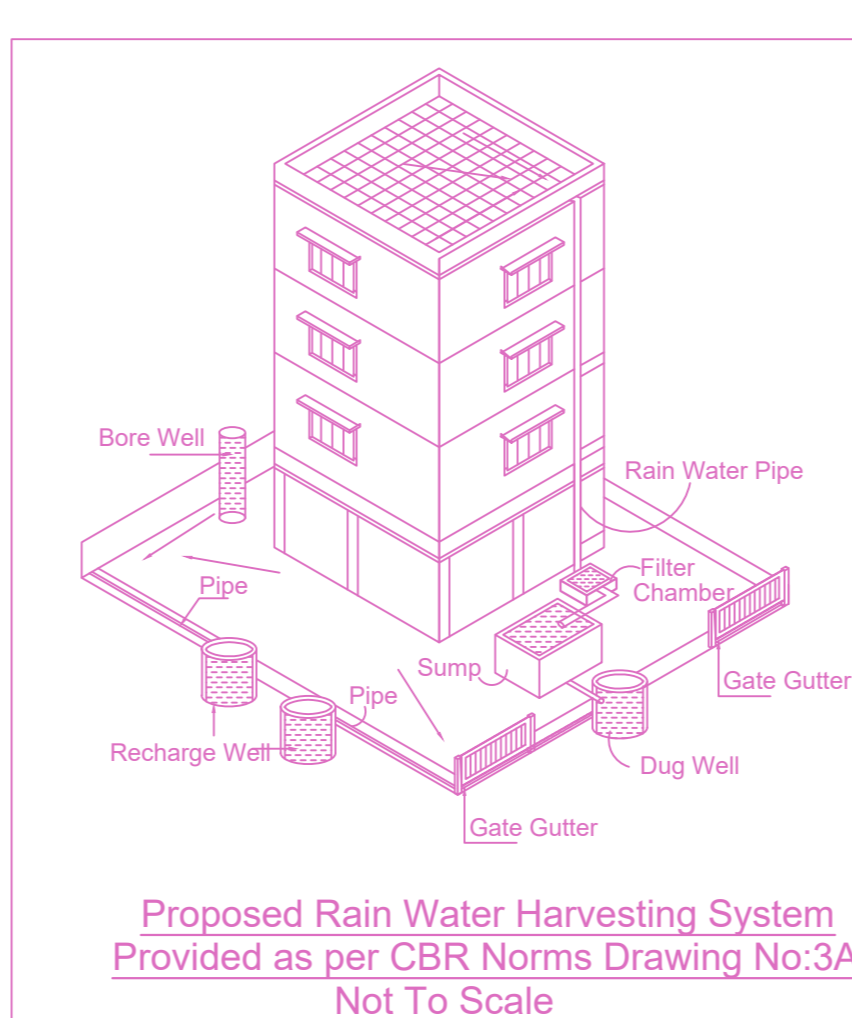 Bore Well
Rain Water Pipe
Filter
Chamber
Pipe
Sump
Pipe
Gate Gutter
Recharge Well
Dug Well
Gate Gutter
Proposed Rain Water Harvesting System
Provided as per CBR Norms Drawing No:3A
Not To Scale